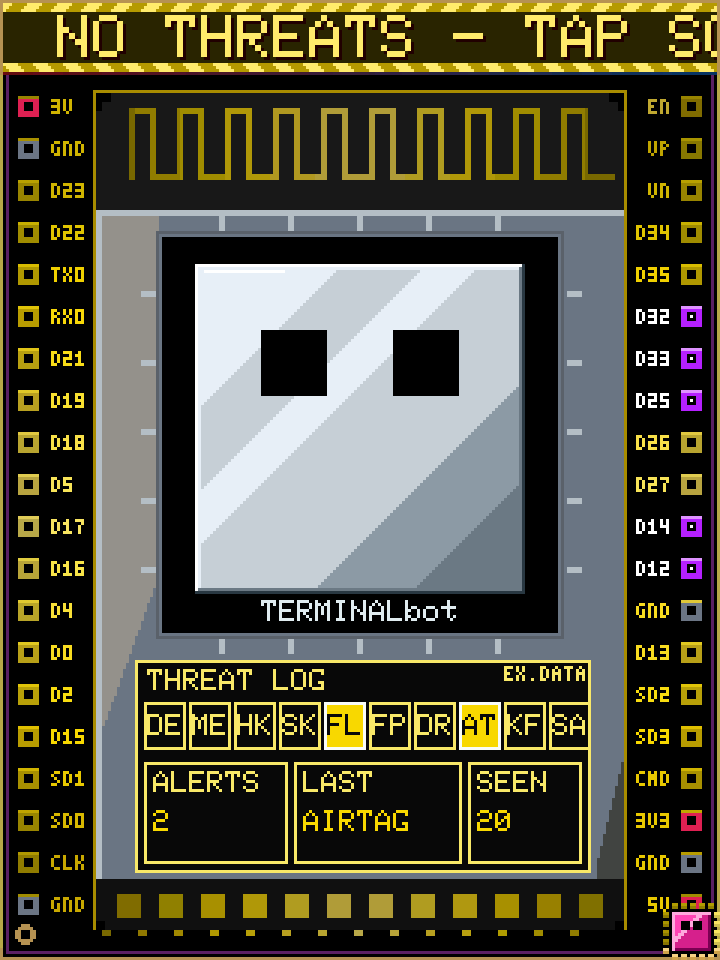 NO THREATS - TAP SC
3V
GND
D23
D22
TX0
RX0
D21
D19
D18
D5
D17
D16
D4
D0
D2
D15
SD1
SD0
CLK
GND
EN
VP
VN
D34
D35
D32
D33
D25
D26
D27
D14
D12
GND
D13
SD2
SD3
CMD
3V3
GND
5V
TERMINALbot
THREAT LOG EX.DATA
DE ME HK SK FL FP DR AT KF SA
ALERTS LAST SEEN
2 AIRTAG 20